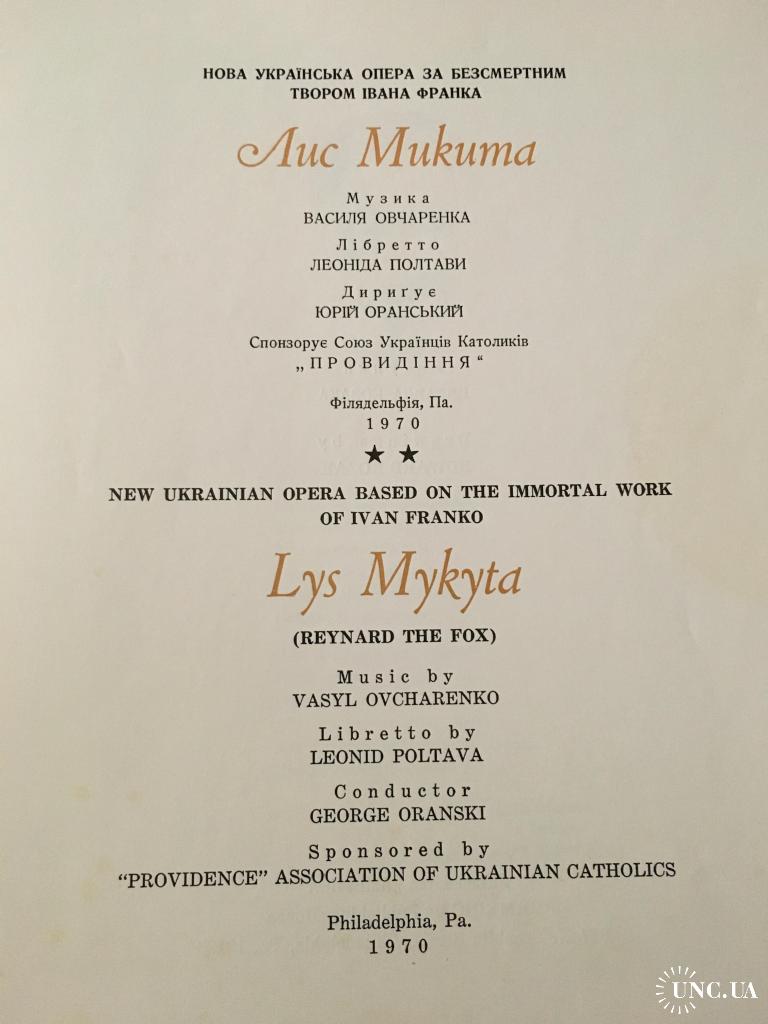 НОВА УКРАЇНСЬКА ОПЕРА ЗА БЕЗСМЕРТНИМ
ТВОРОМ ІВАНА ФРАНКА
Лис Микита
Музика
ВАСИЛЯ ОВЧАРЕНКА
Лібретто
ЛЕОНІДА ПОЛТАВИ
Дириґує
ЮРІЙ ОРАНСЬКИЙ
Спонзорує Союз Українців Католиків
„ПРОВИДІННЯ“
Філядельфія, Па.
1970
★ ★
NEW UKRAINIAN OPERA BASED ON THE IMMORTAL WORK
OF IVAN FRANKO
Lys Mykyta
(REYNARD THE FOX)
Music by
VASYL OVCHARENKO
Libretto by
LEONID POLTAVA
Conductor
GEORGE ORANSKI
Sponsored by
“PROVIDENCE” ASSOCIATION OF UKRAINIAN CATHOLICS
Philadelphia, Pa.
1970
UNC.UA